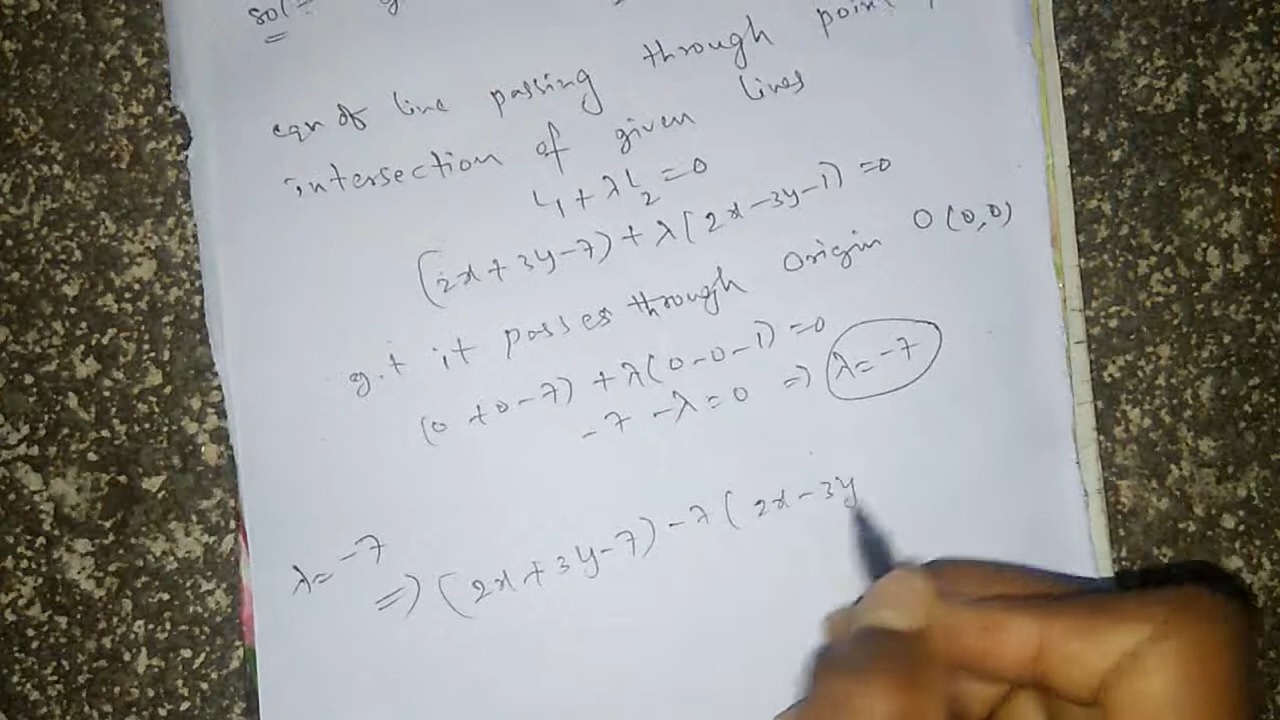 sol
eqn of line passing through point
intersection of given lines
L1 + λL2 = 0
(2x + 3y - 7) + λ(2x - 3y - 1) = 0
g.t it passes through origin O(0,0)
(0 + 0 - 7) + λ(0 - 0 - 1) = 0
-7 - λ = 0 => λ = -7
λ = -7
=> (2x + 3y - 7) - 7(2x - 3y